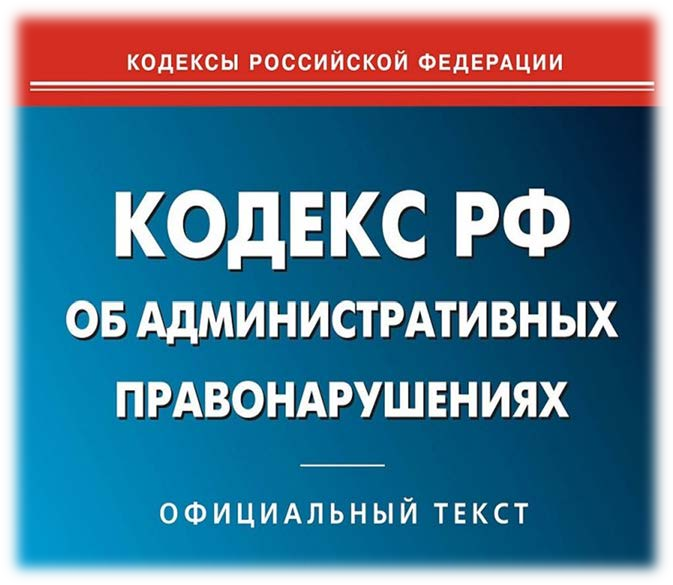 КОДЕКСЫ РОССИЙСКОЙ ФЕДЕРАЦИИ
КОДЕКС РФ
ОБ АДМИНИСТРАТИВНЫХ
ПРАВОНАРУШЕНИЯХ
ОФИЦИАЛЬНЫЙ ТЕКСТ